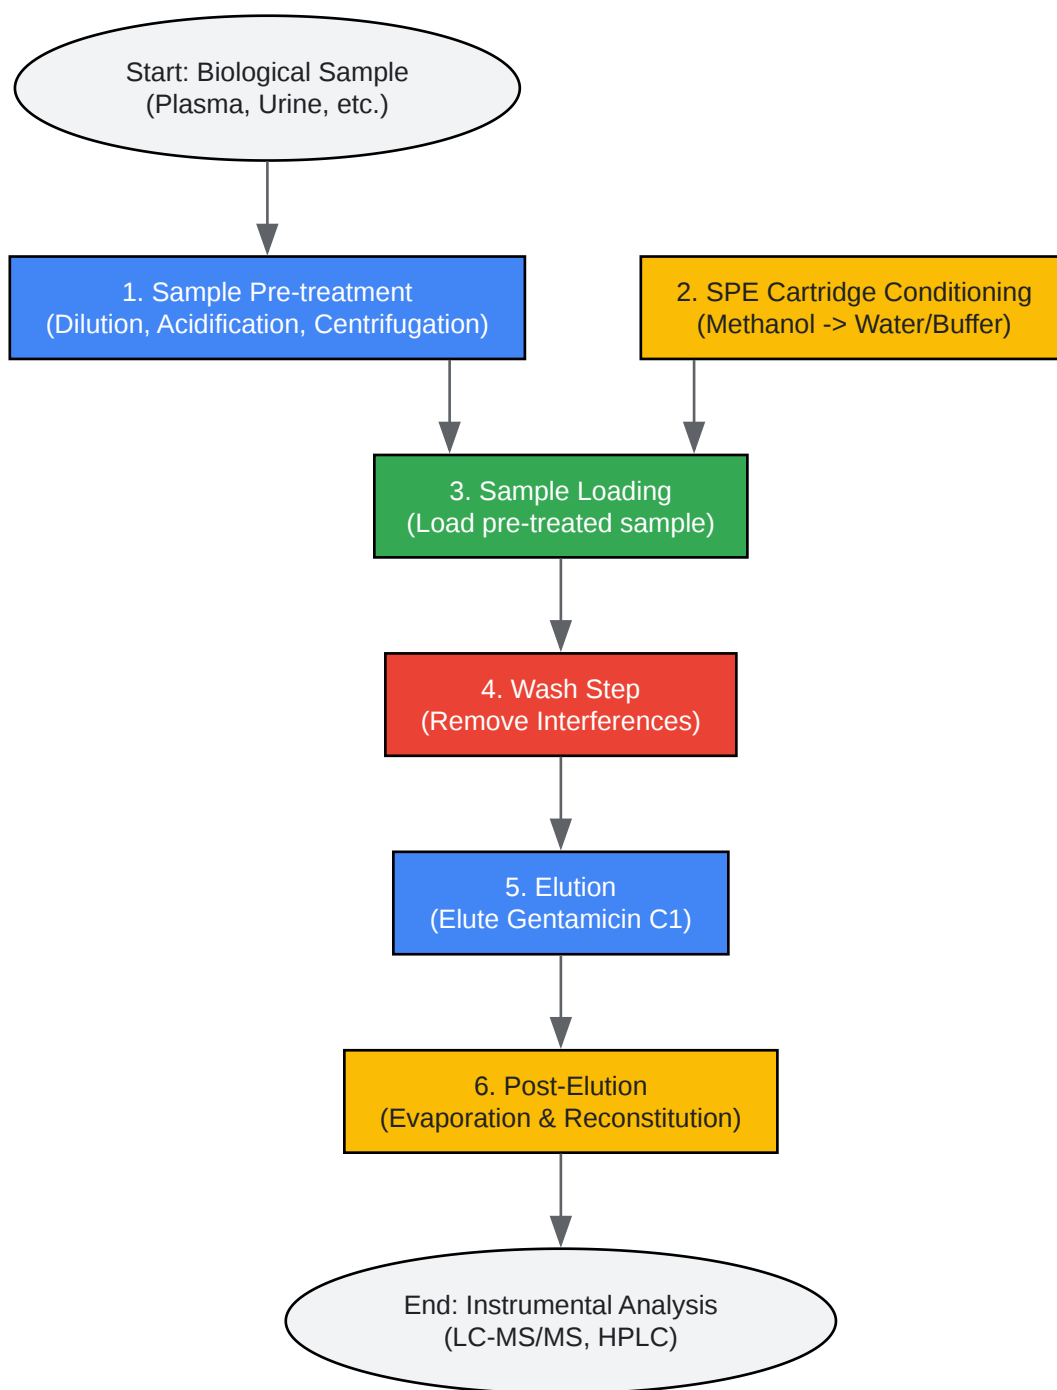 Start: Biological Sample
(Plasma, Urine, etc.)
1. Sample Pre-treatment
(Dilution, Acidification, Centrifugation)
2. SPE Cartridge Conditioning
(Methanol -> Water/Buffer)
3. Sample Loading
(Load pre-treated sample)
4. Wash Step
(Remove Interferences)
5. Elution
(Elute Gentamicin C1)
6. Post-Elution
(Evaporation & Reconstitution)
End: Instrumental Analysis
(LC-MS/MS, HPLC)